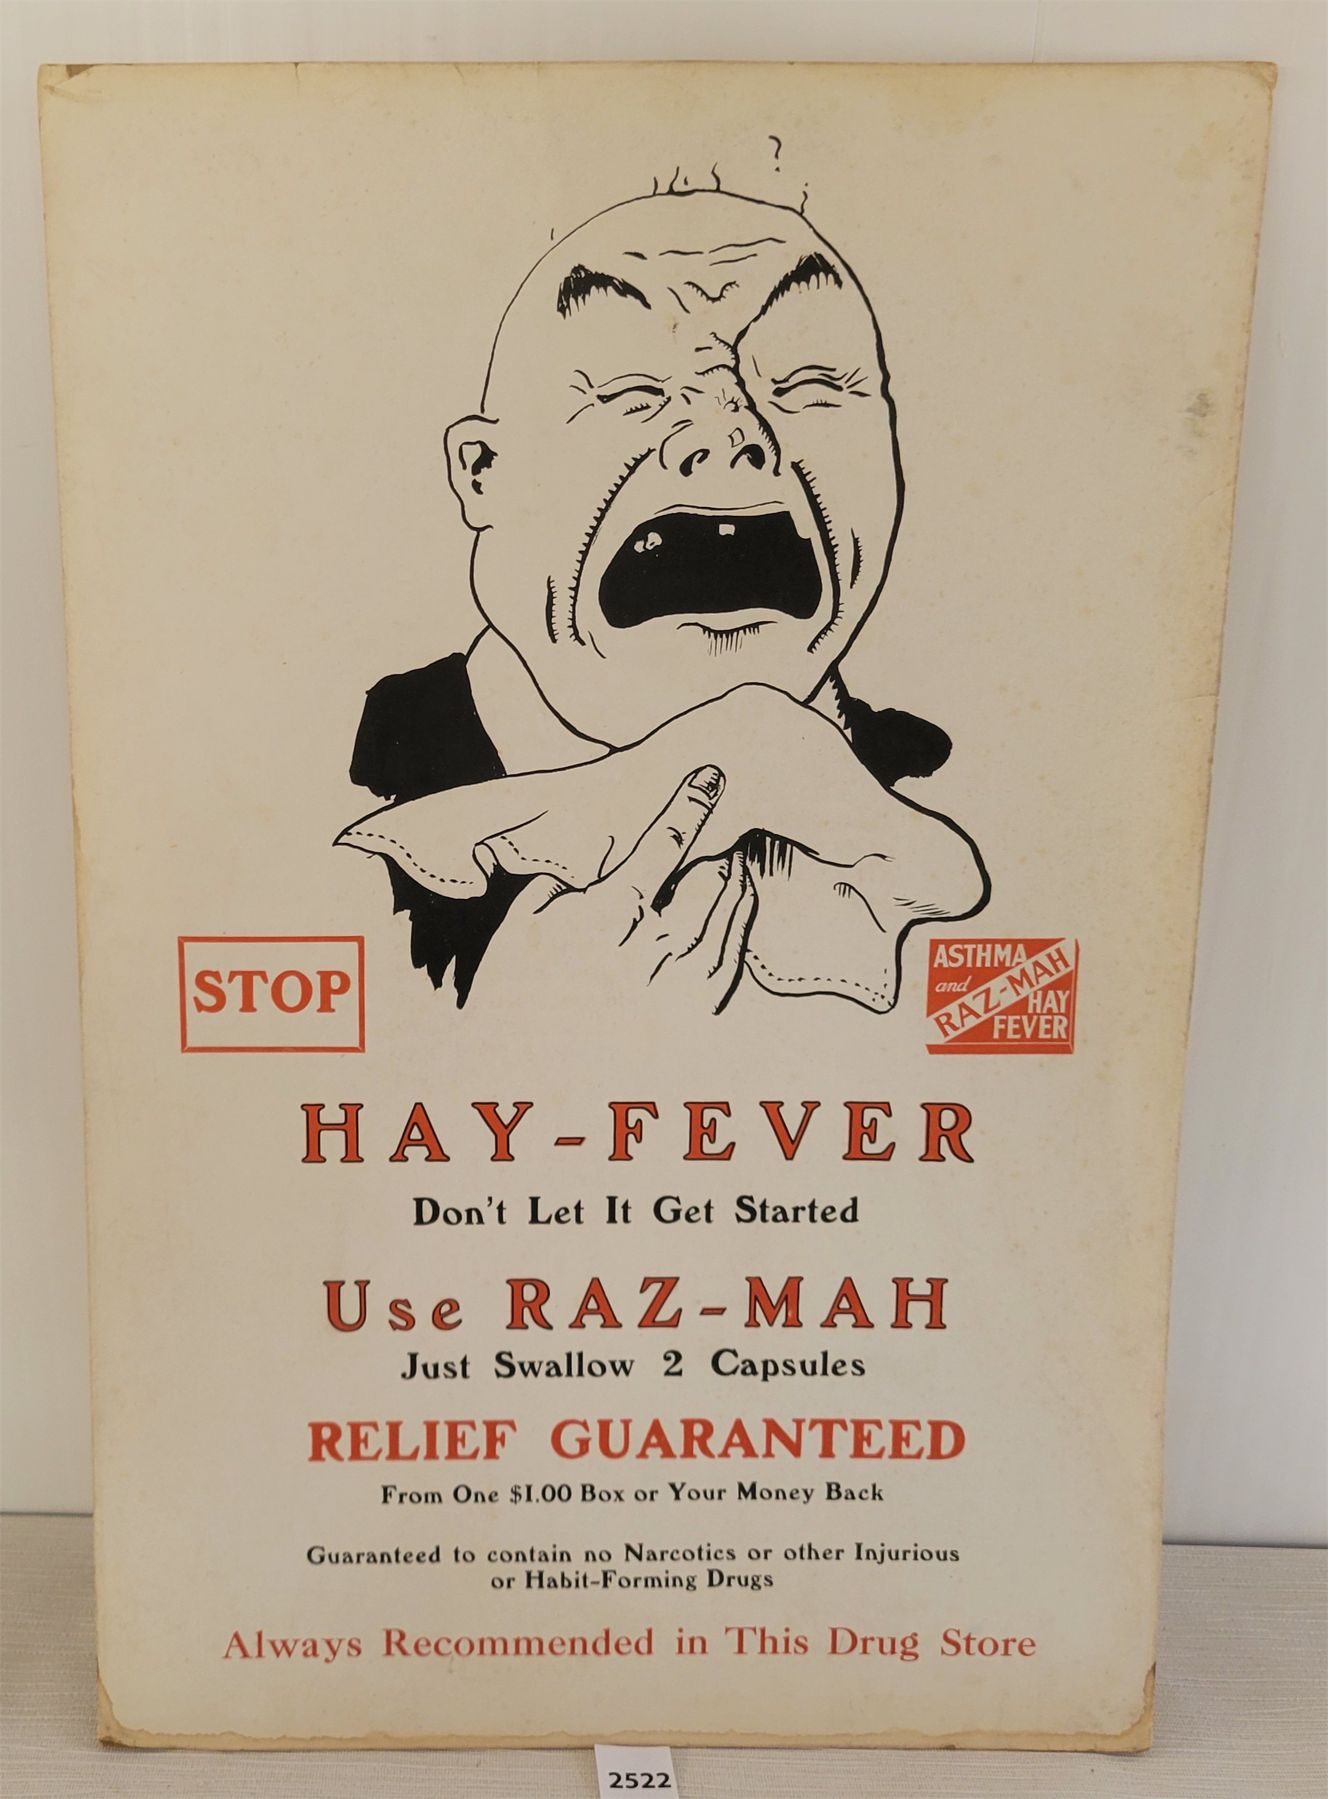 ?
STOP
ASTHMA
and
RAZ-MAH
HAY
FEVER
HAY-FEVER
Don't Let It Get Started
Use RAZ-MAH
Just Swallow 2 Capsules
RELIEF GUARANTEED
From One $1.00 Box or Your Money Back
Guaranteed to contain no Narcotics or other Injurious
or Habit-Forming Drugs
Always Recommended in This Drug Store
2522